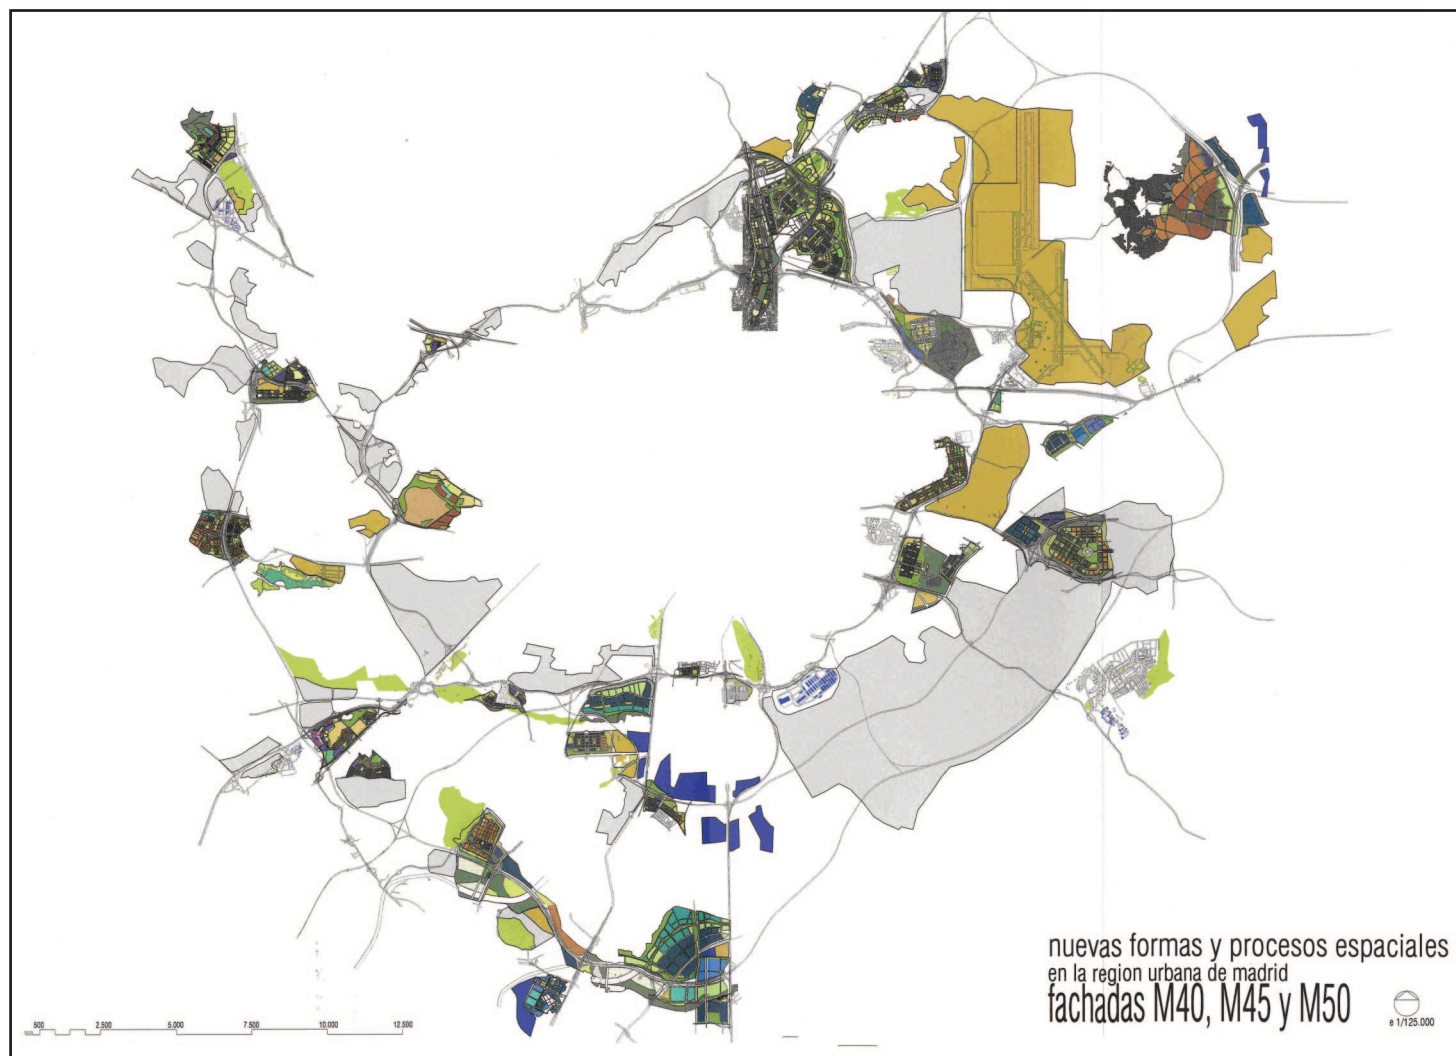 nuevas formas y procesos espaciales
en la region urbana de madrid
fachadas M40, M45 y M50
e 1/125.000
500 2.500 5.000 7.500 10.000 12.500